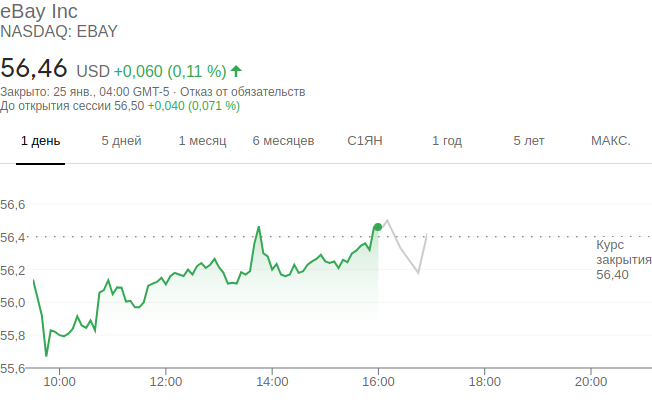 eBay Inc
NASDAQ: EBAY
56,46 USD +0,060 (0,11 %)
Закрыто: 25 янв., 04:00 GMT-5 · Отказ от обязательств
До открытия сессии 56,50 +0,040 (0,071 %)
1 день 5 дней 1 месяц 6 месяцев С1ЯН 1 год 5 лет МАКС.
56,6
56,4
Курс
закрытия
56,40
56,2
56,0
55,8
55,6
10:00 12:00 14:00 16:00 18:00 20:00